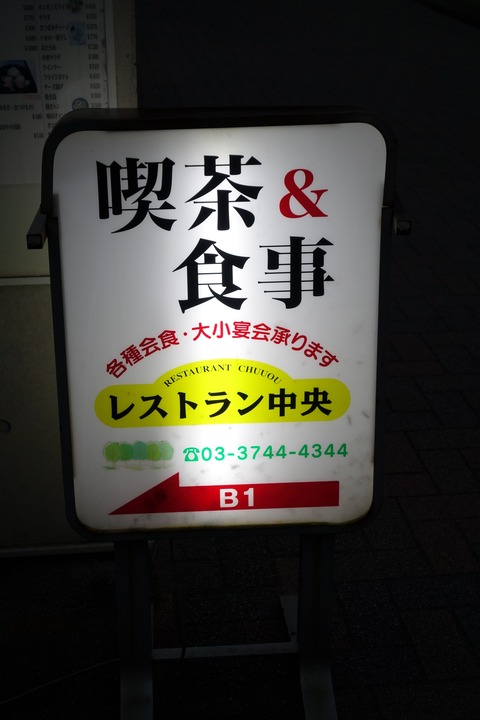 喫茶&
食事
各種会食・大小宴会承ります
RESTAURANT CHUUOU
レストラン中央
☎03-3744-4344
B1